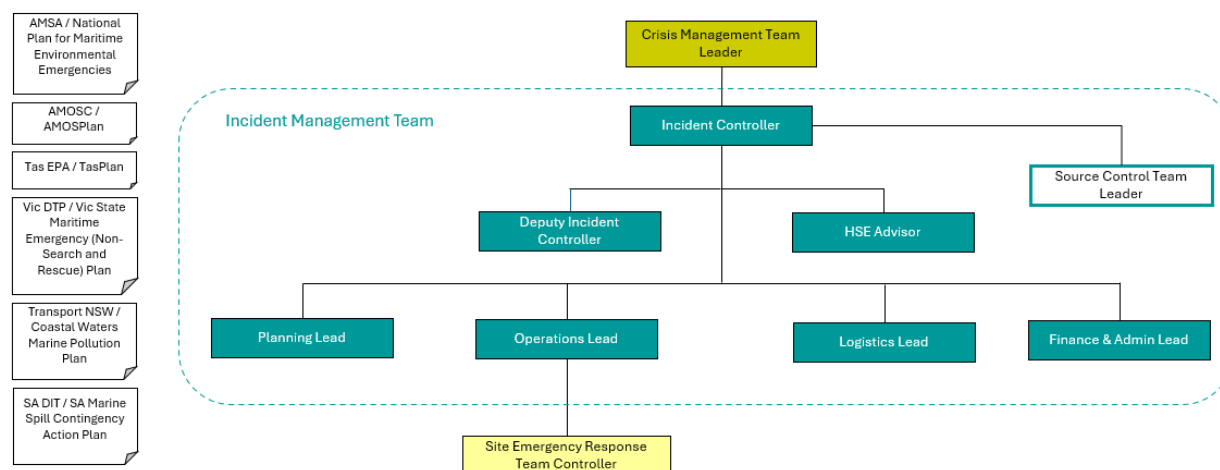 AMSA / National
Plan for Maritime
Environmental
Emergencies
AMOSC /
AMOSPlan
Tas EPA / TasPlan
Vic DTP / Vic State
Maritime
Emergency (Non-
Search and
Rescue) Plan
Transport NSW /
Coastal Waters
Marine Pollution
Plan
SA DIT / SA Marine
Spill Contingency
Action Plan
Crisis Management Team
Leader
Incident Management Team
Incident Controller
Source Control Team
Leader
Deputy Incident
Controller
HSE Advisor
Planning Lead
Operations Lead
Logistics Lead
Finance & Admin Lead
Site Emergency Response
Team Controller